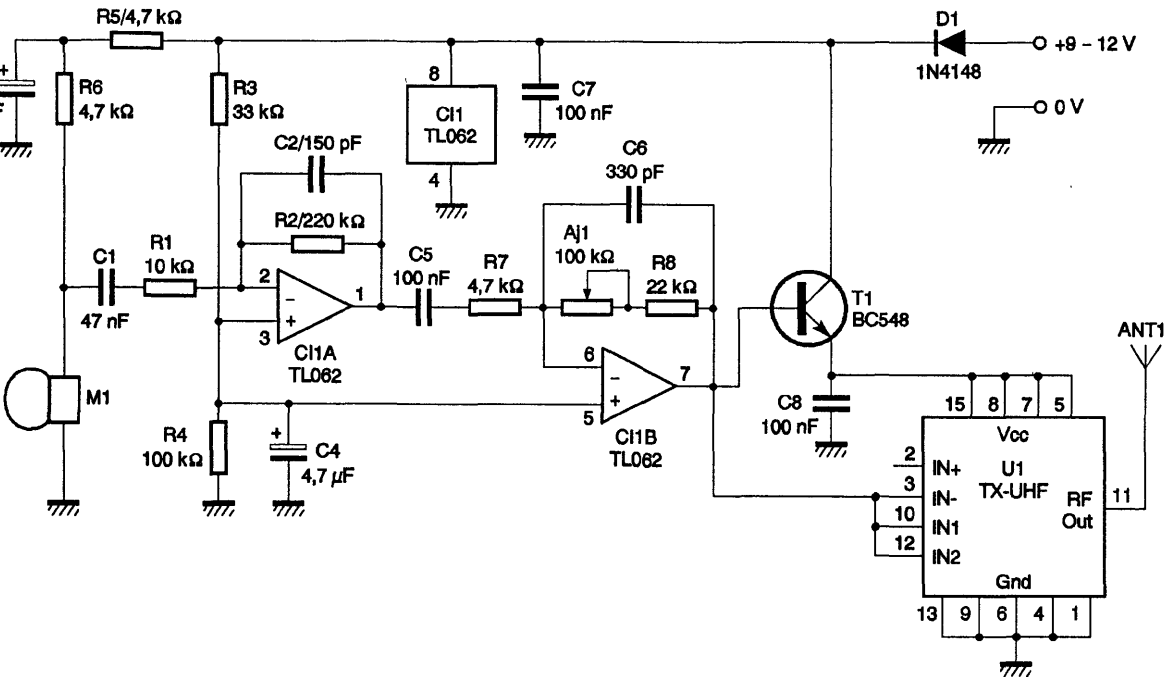 R5/4,7 kΩ
D1
+9 – 12 V
1N4148
0 V
+
F
R6
4,7 kΩ
R3
33 kΩ
8
CI1
TL062
4
C7
100 nF
C2/150 pF
R2/220 kΩ
C6
330 pF
Aj1
100 kΩ
R8
22 kΩ
C1
47 nF
R1
10 kΩ
2
–
+
3
1
CI1A
TL062
C5
100 nF
R7
4,7 kΩ
6
–
+
5
7
CI1B
TL062
T1
BC548
ANT1
M1
R4
100 kΩ
+
C4
4,7 µF
C8
100 nF
15
8
7
5
Vcc
U1
TX-UHF
2
IN+
3
IN-
10
IN1
12
IN2
RF
Out
11
Gnd
13
9
6
4
1